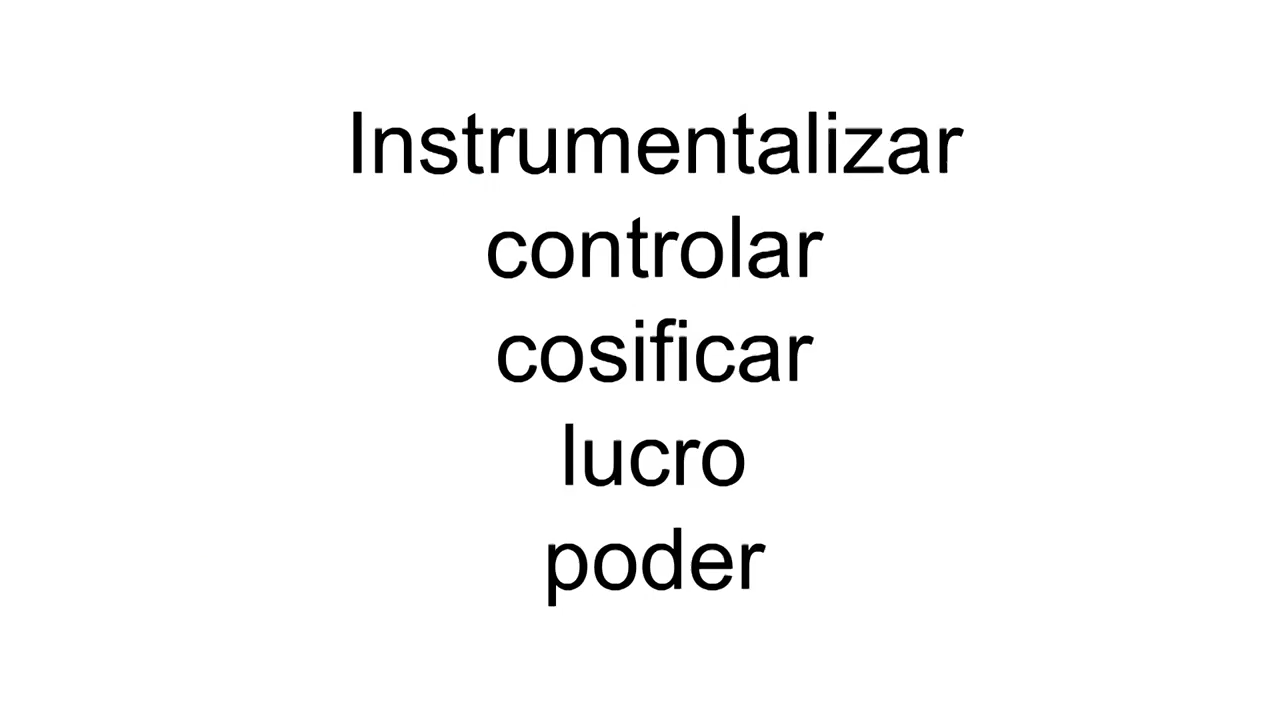 Instrumentalizar
controlar
cosificar
lucro
poder